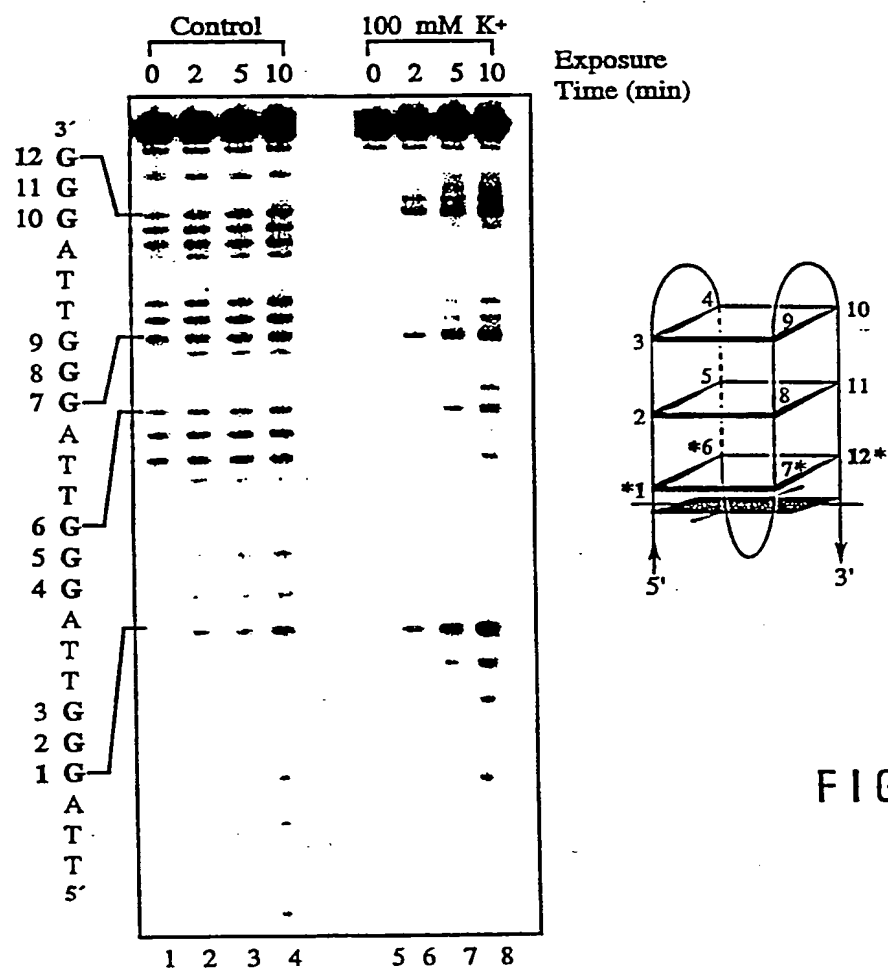 Control
100 mM K+
0 2 5 10
0 2 5 10
Exposure
Time (min)
3´
12 G
11 G
10 G
A
T
T
9 G
8 G
7 G
A
T
T
6 G
5 G
4 G
A
T
T
3 G
2 G
1 G
A
T
T
5´
1 2 3 4
5 6 7 8
4
10
9
3
5
11
8
2
*6
12*
7*
*1
5'
3'
FIG